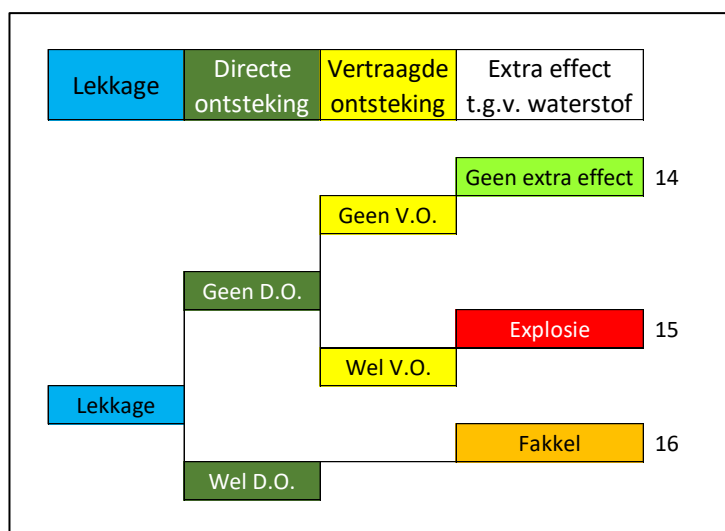 Lekkage
Directe
ontsteking
Vertraagde
ontsteking
Extra effect
t.g.v. waterstof
Geen extra effect 14
Geen V.O.
Geen D.O.
Explosie 15
Wel V.O.
Lekkage
Fakkel 16
Wel D.O.